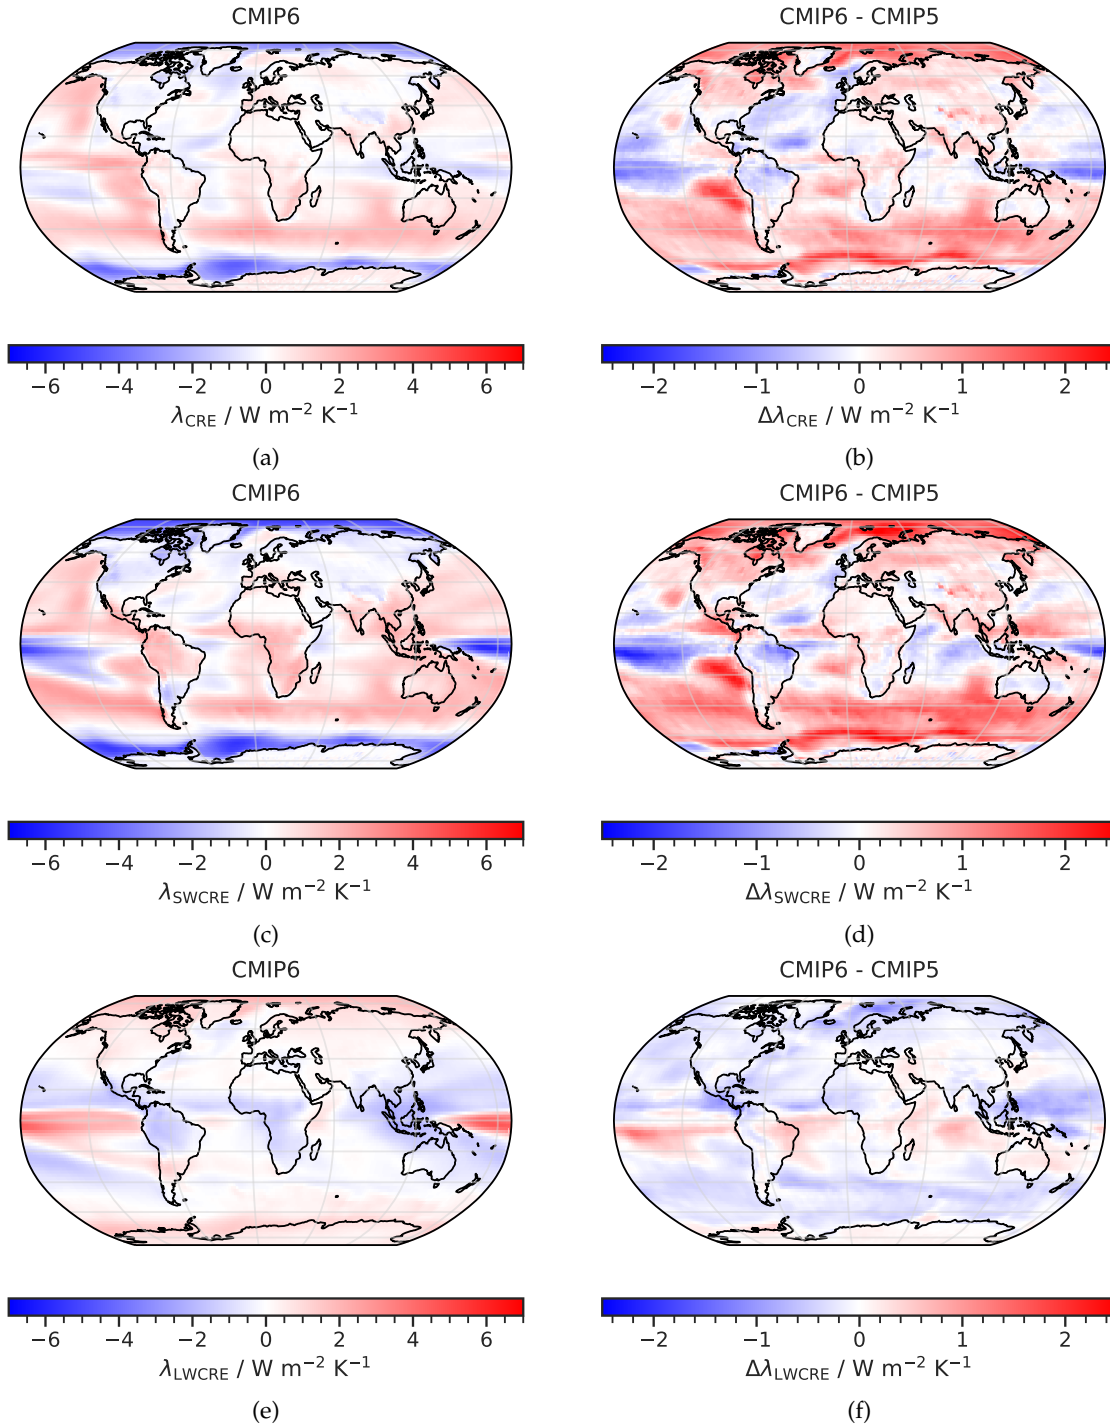 CMIP6
CMIP6 - CMIP5
−6 −4 −2 0 2 4 6
−2 −1 0 1 2
λCRE / W m−2 K−1
ΔλCRE / W m−2 K−1
(a)
(b)
CMIP6
CMIP6 - CMIP5
−6 −4 −2 0 2 4 6
−2 −1 0 1 2
λSWCRE / W m−2 K−1
ΔλSWCRE / W m−2 K−1
(c)
(d)
CMIP6
CMIP6 - CMIP5
−6 −4 −2 0 2 4 6
−2 −1 0 1 2
λLWCRE / W m−2 K−1
ΔλLWCRE / W m−2 K−1
(e)
(f)